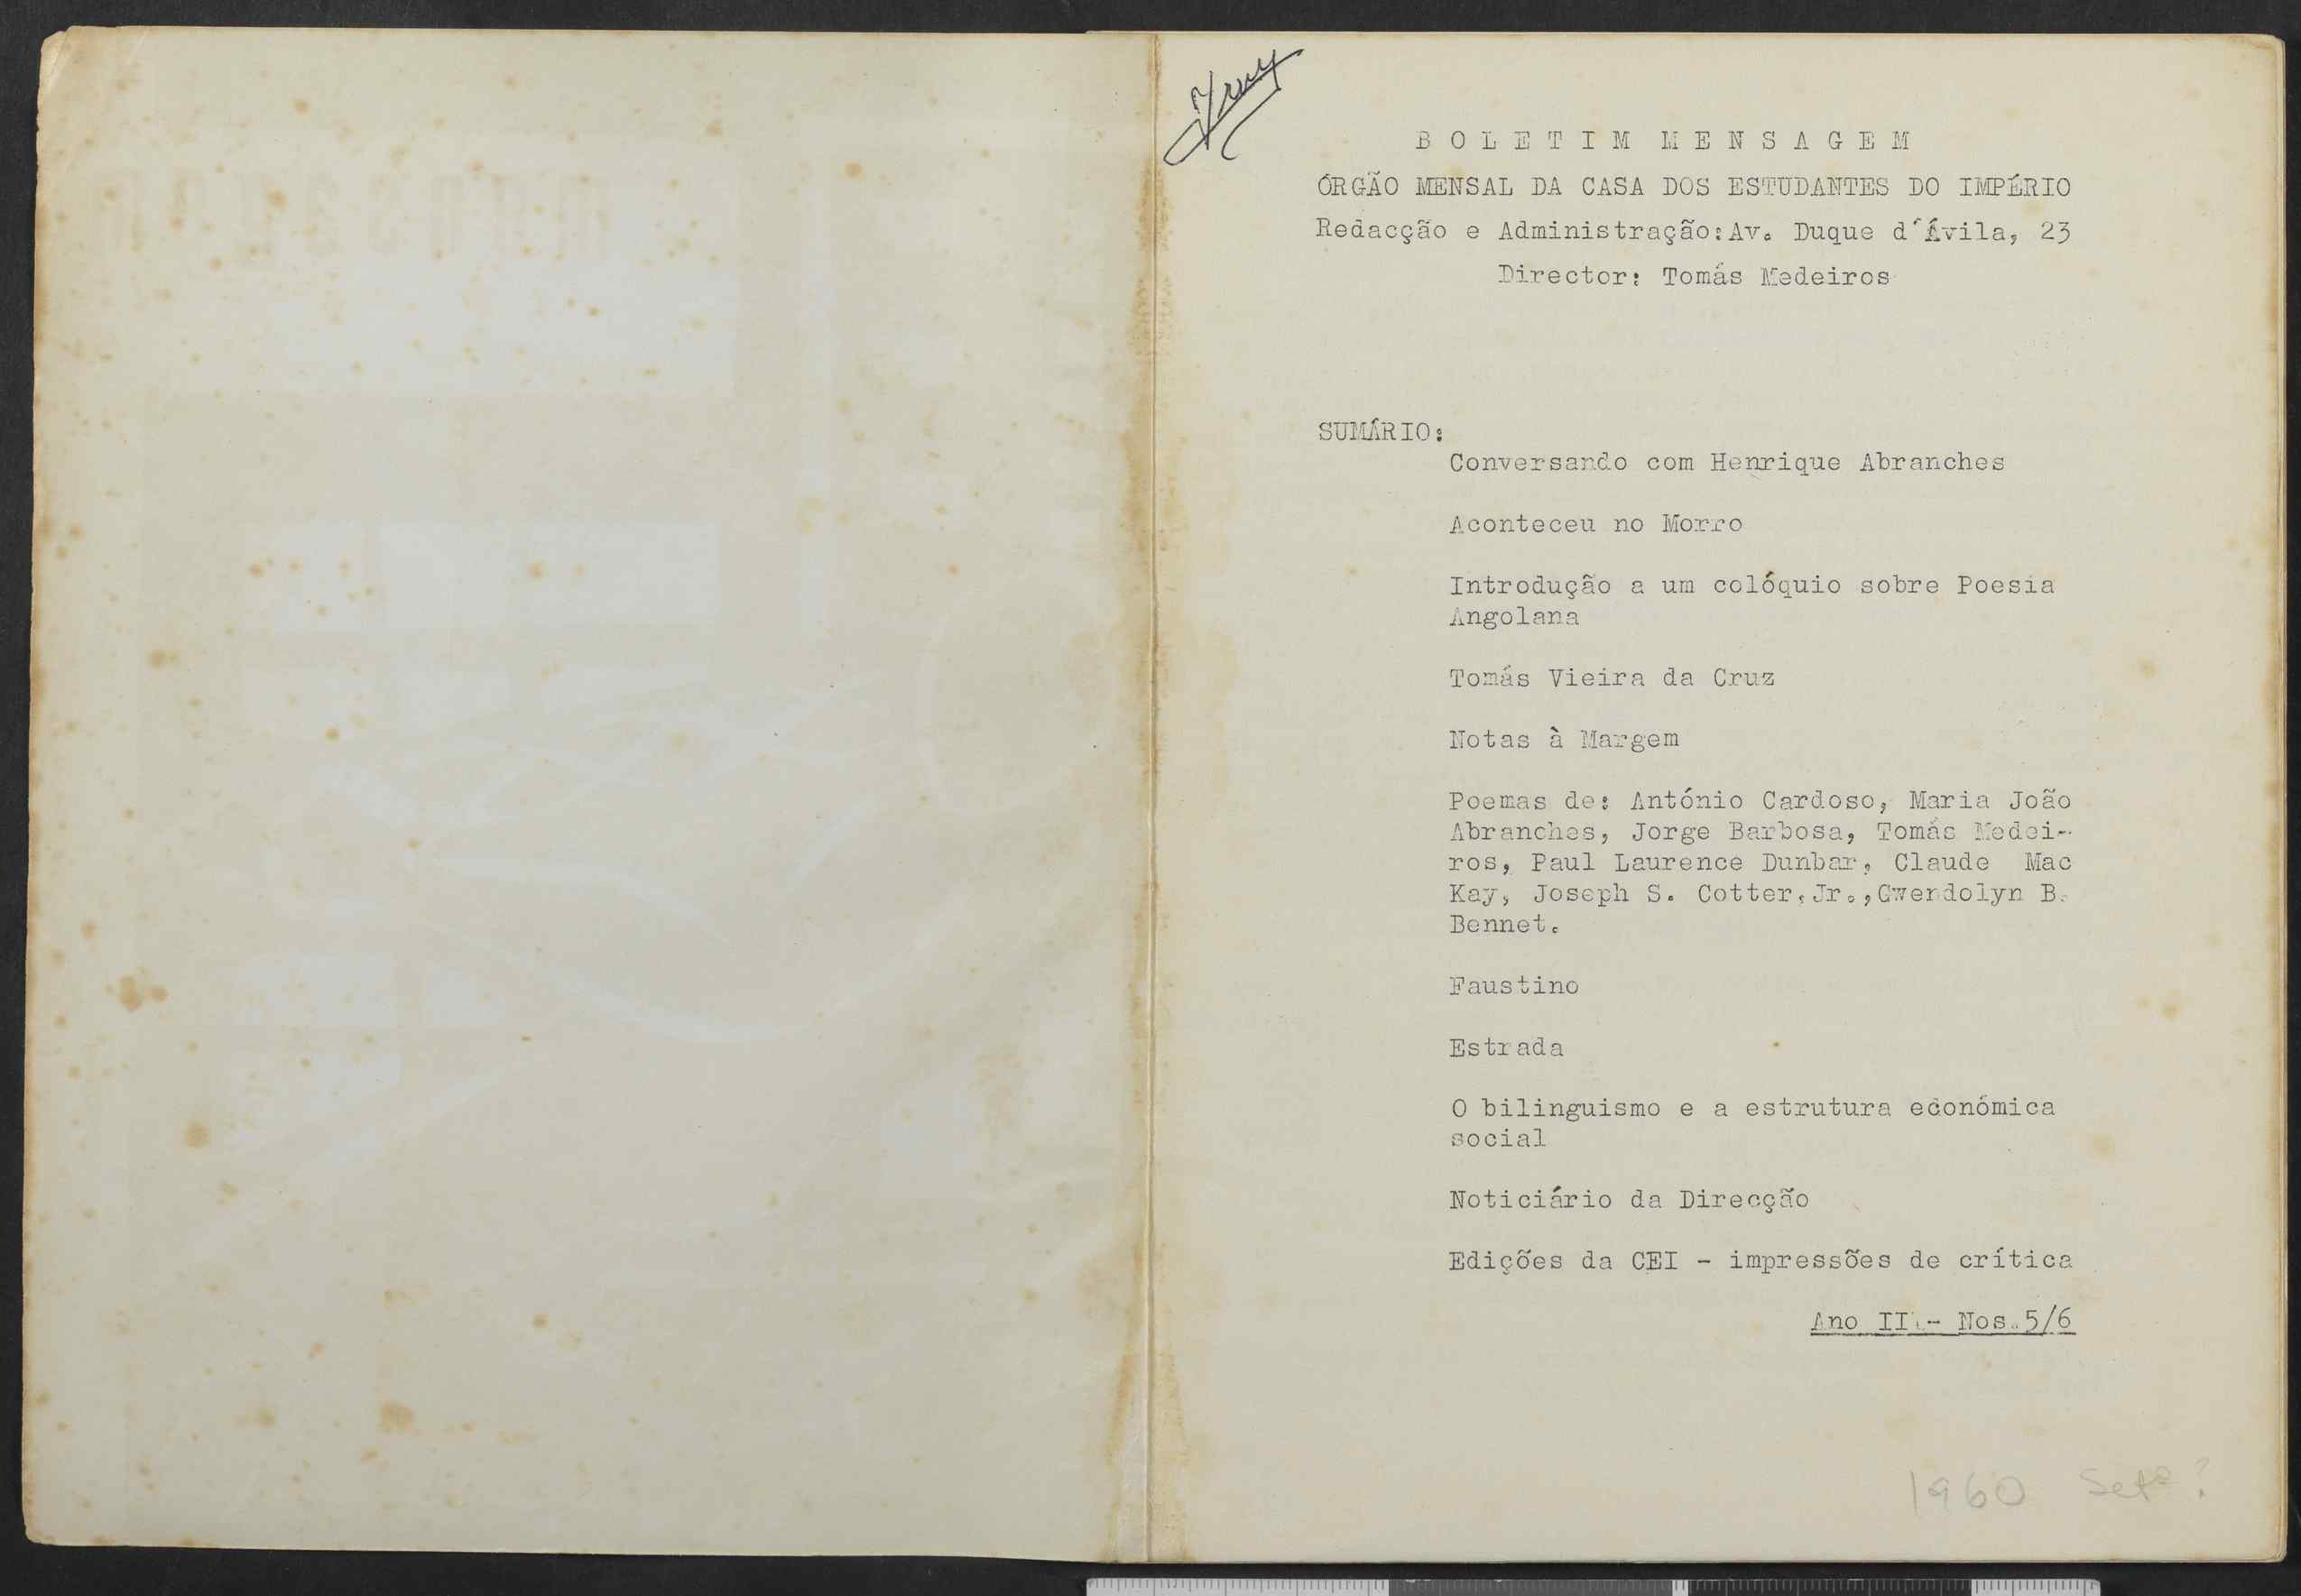 B O L E T I M  M E N S A G E M
ÓRGÃO MENSAL DA CASA DOS ESTUDANTES DO IMPÉRIO
Redacção e Administração:Av. Duque d´Ávila, 23
Director: Tomás Medeiros
SUMÁRIO:
Conversando com Henrique Abranches
Aconteceu no Morro
Introdução a um colóquio sobre Poesia
Angolana
Tomás Vieira da Cruz
Notas à Margem
Poemas de: António Cardoso, Maria João
Abranches, Jorge Barbosa, Tomás Medei-
ros, Paul Laurence Dunbar, Claude Mac
Kay, Joseph S. Cotter,Jr.,Gwendolyn B.
Bennet.
Faustino
Estrada
O bilinguismo e a estrutura económica
social
Noticiário da Direcção
Edições da CEI - impressões de crítica
Ano II - Nos.5/6
1960 Setº?